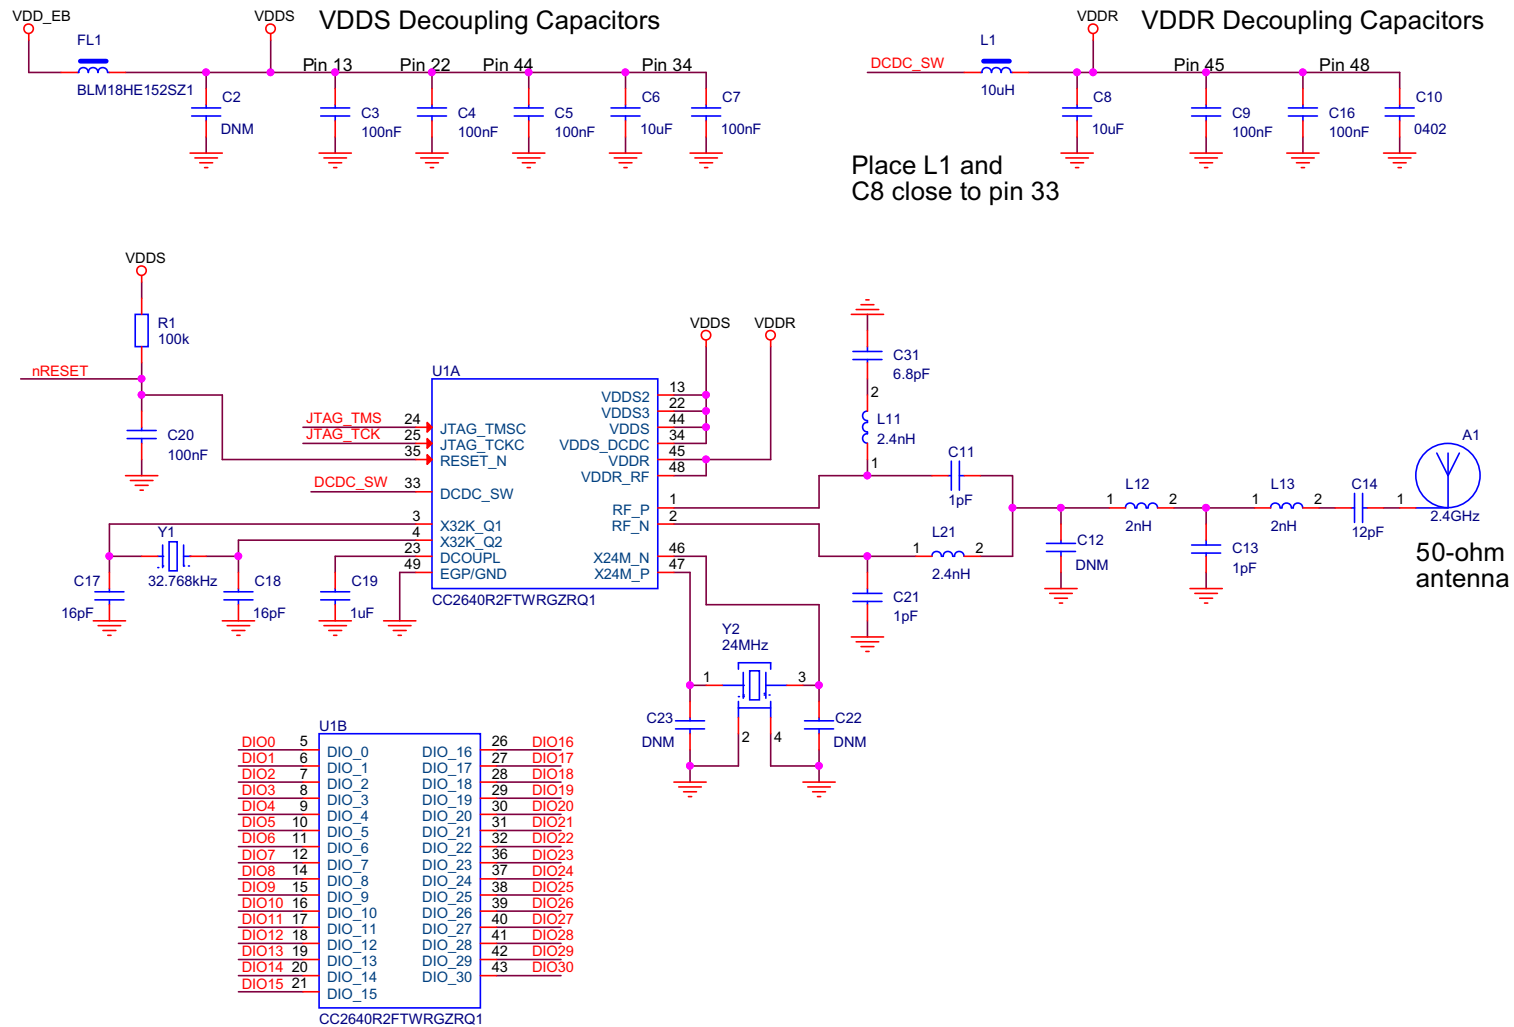 VDD_EB
VDDS
VDDS Decoupling Capacitors
FL1
BLM18HE152SZ1
Pin 13
Pin 22
Pin 44
Pin 34
C2
DNM
C3
100nF
C4
100nF
C5
100nF
C6
10uF
C7
100nF
VDDR
VDDR Decoupling Capacitors
DCDC_SW
L1
10uH
Pin 45
Pin 48
C8
10uF
C9
100nF
C16
100nF
C10
0402
Place L1 and
C8 close to pin 33
VDDS
R1
100k
nRESET
C20
100nF
U1A
JTAG_TMS
24
JTAG_TMSC
JTAG_TCK
25
JTAG_TCKC
35
RESET_N
DCDC_SW
33
DCDC_SW
3
X32K_Q1
4
X32K_Q2
23
DCOUPL
49
EGP/GND
Y1
32.768kHz
C17
16pF
C18
16pF
C19
1uF
CC2640R2FTWRGZRQ1
VDDS
VDDR
VDDS2
13
VDDS3
22
VDDS
44
VDDS_DCDC
34
VDDR
45
VDDR_RF
48
RF_P
1
RF_N
2
X24M_N
46
X24M_P
47
C31
6.8pF
2
L11
2.4nH
1
C11
1pF
1
L21
2
2.4nH
C21
1pF
C12
DNM
1
L12
2
2nH
C13
1pF
1
L13
2
2nH
C14
12pF
1
A1
2.4GHz
50-ohm
antenna
Y2
24MHz
1
3
2
4
C23
DNM
C22
DNM
U1B
DIO0 5 DIO_0
DIO1 6 DIO_1
DIO2 7 DIO_2
DIO3 8 DIO_3
DIO4 9 DIO_4
DIO5 10 DIO_5
DIO6 11 DIO_6
DIO7 12 DIO_7
DIO8 14 DIO_8
DIO9 15 DIO_9
DIO10 16 DIO_10
DIO11 17 DIO_11
DIO12 18 DIO_12
DIO13 19 DIO_13
DIO14 20 DIO_14
DIO15 21 DIO_15
DIO_16 26 DIO16
DIO_17 27 DIO17
DIO_18 28 DIO18
DIO_19 29 DIO19
DIO_20 30 DIO20
DIO_21 31 DIO21
DIO_22 32 DIO22
DIO_23 36 DIO23
DIO_24 37 DIO24
DIO_25 38 DIO25
DIO_26 39 DIO26
DIO_27 40 DIO27
DIO_28 41 DIO28
DIO_29 42 DIO29
DIO_30 43 DIO30
CC2640R2FTWRGZRQ1